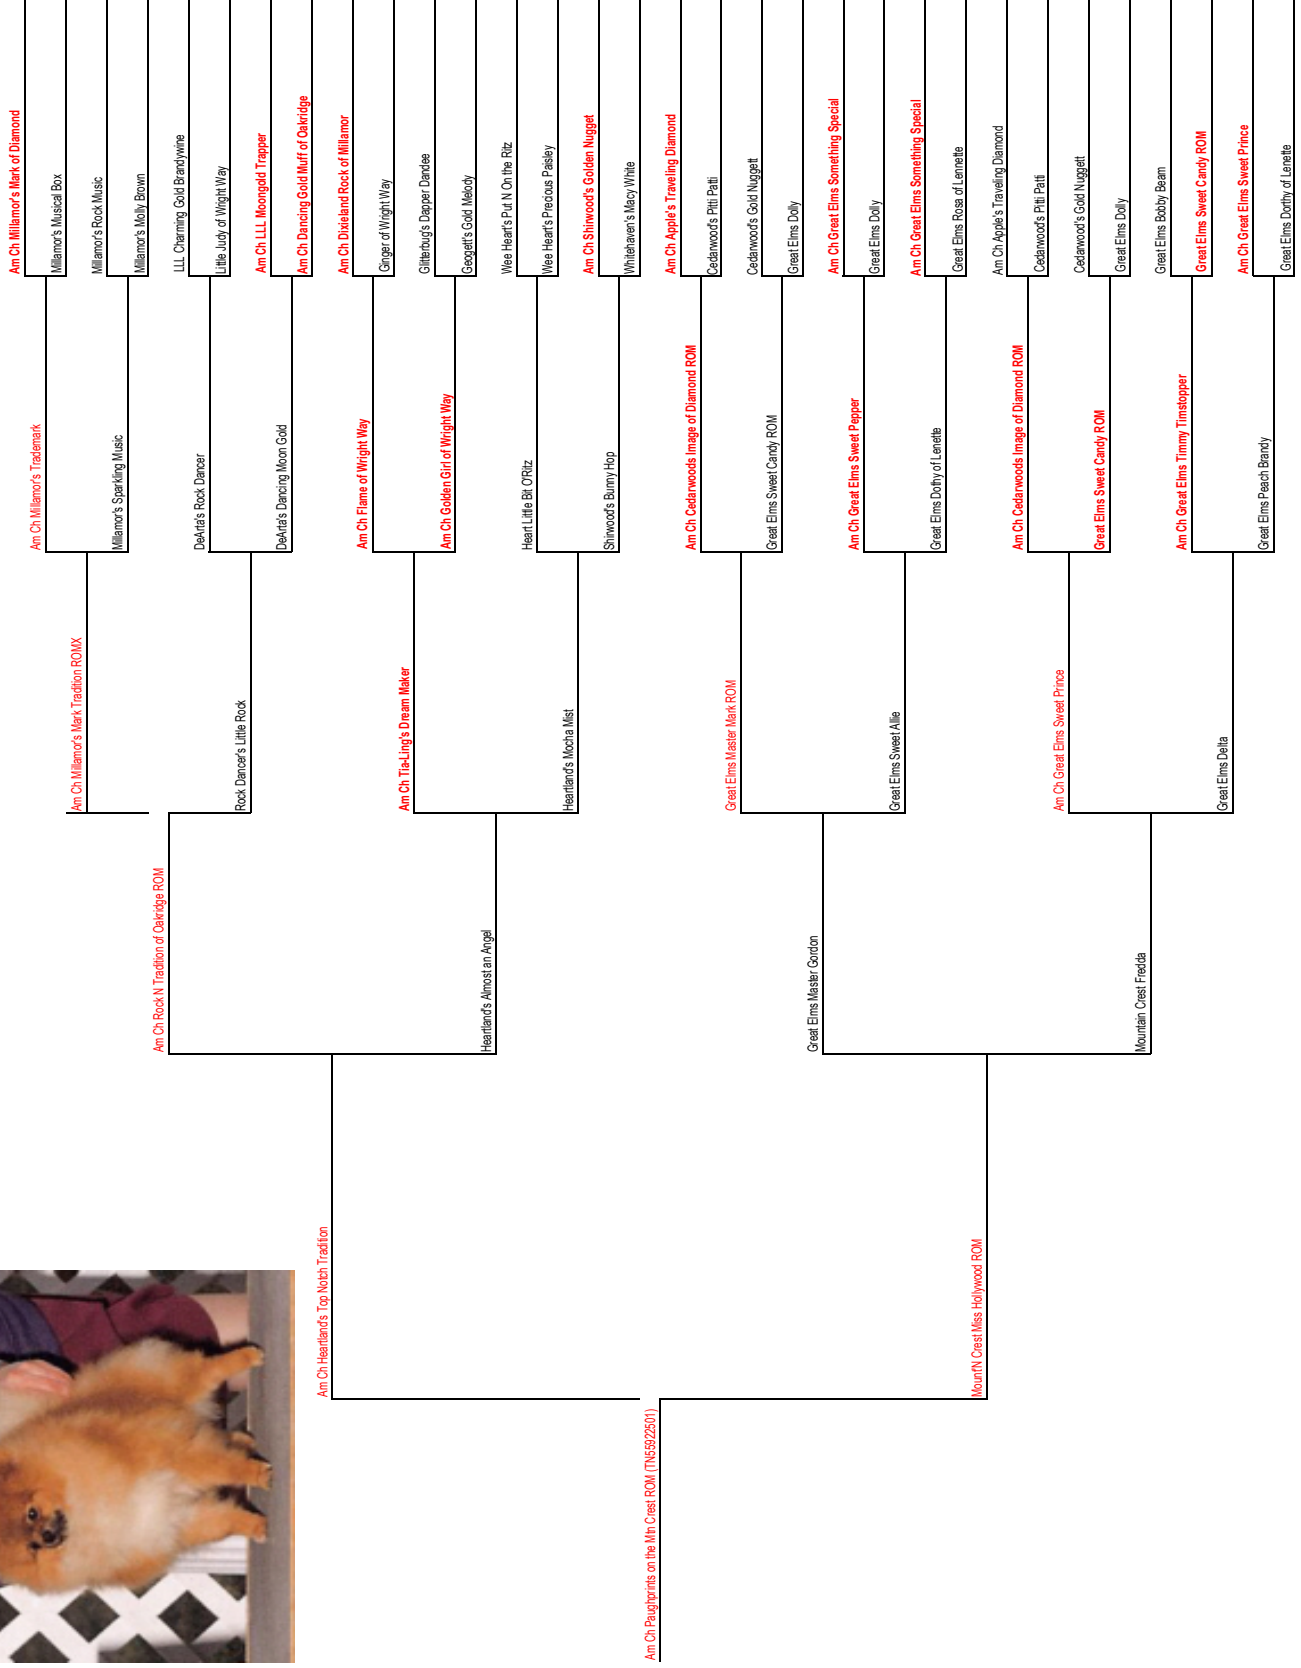 Am Ch Paughprints on the Mtn Crest ROM (TN55922501)
Am Ch Heartland's Top Notch Tradition
Mount'N Crest Miss Hollywood ROM
Am Ch Rock N Tradition of Oakridge ROM
Heartland's Almost an Angel
Great Elms Master Gordon
Mountain Crest Fredda
Am Ch Millamor's Mark Tradition ROMX
Rock Dancer's Little Rock
Am Ch Tia-Ling's Dream Maker
Heartland's Mocha Mist
Great Elms Master Mark ROM
Great Elms Sweet Allie
Am Ch Great Elms Sweet Prince
Great Elms Delta
Am Ch Millamor's Trademark
Millamor's Sparkling Music
DeArta's Rock Dancer
DeArta's Dancing Moon Gold
Am Ch Flame of Wright Way
Am Ch Golden Girl of Wright Way
Heart Little Bit O'Ritz
Shirwood's Bunny Hop
Am Ch Cedarwoods Image of Diamond ROM
Great Elms Sweet Candy ROM
Am Ch Great Elms Sweet Pepper
Great Elms Dothy of Lenette
Am Ch Cedarwoods Image of Diamond ROM
Great Elms Sweet Candy ROM
Am Ch Great Elms Timmy Timstopper
Great Elms Peach Brandy
Am Ch Millamor's Mark of Diamond
Millamor's Musical Box
Millamor's Rock Music
Millamor's Molly Brown
LLL Charming Gold Brandywine
Little Judy of Wright Way
Am Ch LLL Moongold Trapper
Am Ch Dancing Gold Muff of Oakridge
Am Ch Dixieland Rock of Millamor
Ginger of Wright Way
Glitterbug's Dapper Dandee
Geogett's Gold Melody
Wee Heart's Put N On the Ritz
Wee Heart's Precious Paisley
Am Ch Shirwood's Golden Nugget
Whitehaven's Macy White
Am Ch Apple's Traveling Diamond
Cedarwood's Pitti Patti
Cedarwood's Gold Nuggett
Great Elms Dolly
Am Ch Great Elms Something Special
Great Elms Dolly
Am Ch Great Elms Something Special
Great Elms Rosa of Lennette
Am Ch Apple's Traveling Diamond
Cedarwood's Pitti Patti
Cedarwood's Gold Nuggett
Great Elms Dolly
Great Elms Bobby Beam
Great Elms Sweet Candy ROM
Am Ch Great Elms Sweet Prince
Great Elms Dorthy of Lenette